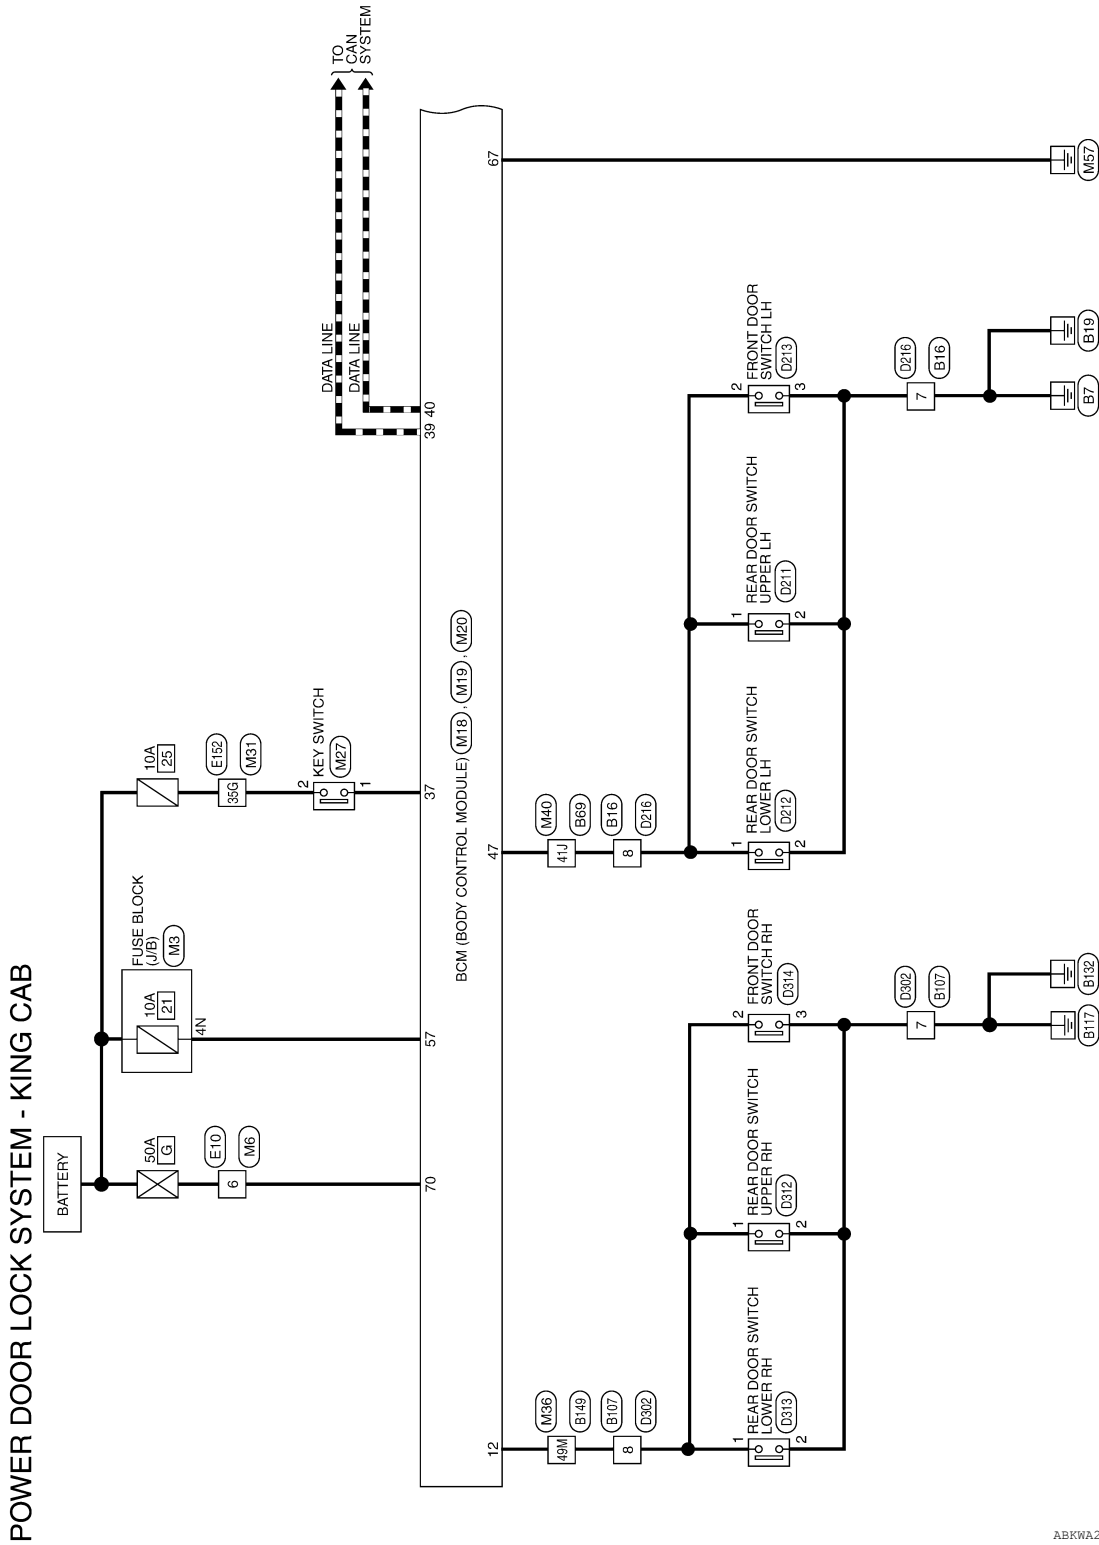 POWER DOOR LOCK SYSTEM - KING CAB
BATTERY
50A
G
6
E10
M6
70
FUSE BLOCK
(J/B)
M3
10A
21
4N
57
10A
25
35G
E152
M31
2
KEY SWITCH
M27
1
37
DATA LINE
DATA LINE
39
40
TO
CAN
SYSTEM
BCM (BODY CONTROL MODULE) M18 , M19 , M20
12
47
67
49M
M36
B149
8
B107
D302
1
REAR DOOR SWITCH
LOWER RH
D313
2
1
REAR DOOR SWITCH
UPPER RH
D312
2
2
FRONT DOOR
SWITCH RH
D314
3
7
D302
B107
B117
B132
41J
M40
B69
8
B16
D216
1
REAR DOOR SWITCH
LOWER LH
D212
2
1
REAR DOOR SWITCH
UPPER LH
D211
2
2
FRONT DOOR
SWITCH LH
D213
3
7
D216
B16
B7
B19
M57